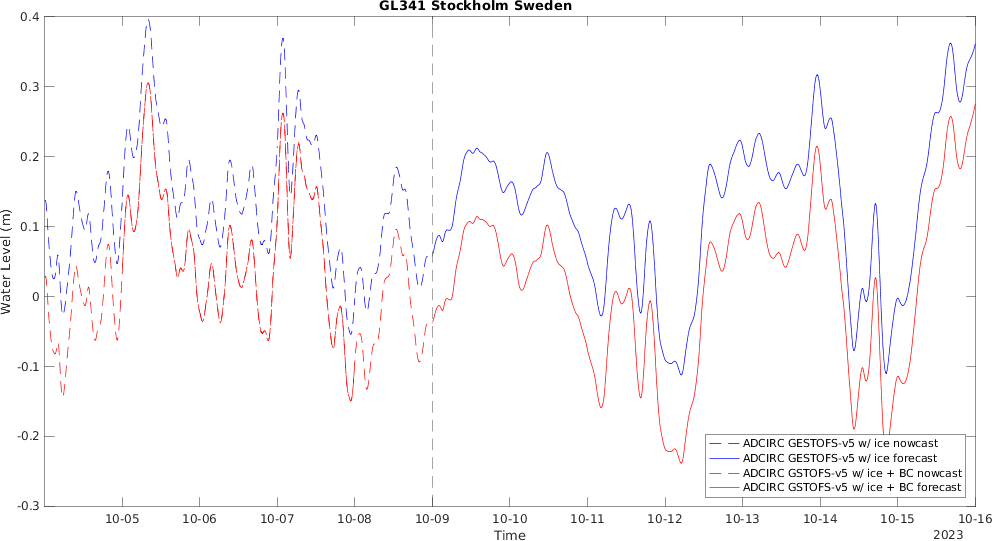 GL341 Stockholm Sweden
0.4
0.3
0.2
0.1
0
-0.1
-0.2
-0.3
Water Level (m)
ADCIRC GESTOFS-v5 w/ ice nowcast
ADCIRC GESTOFS-v5 w/ ice forecast
ADCIRC GSTOFS-v5 w/ ice + BC nowcast
ADCIRC GSTOFS-v5 w/ ice + BC forecast
10-05 10-06 10-07 10-08 10-09 10-10 10-11 10-12 10-13 10-14 10-15 10-16
Time
2023